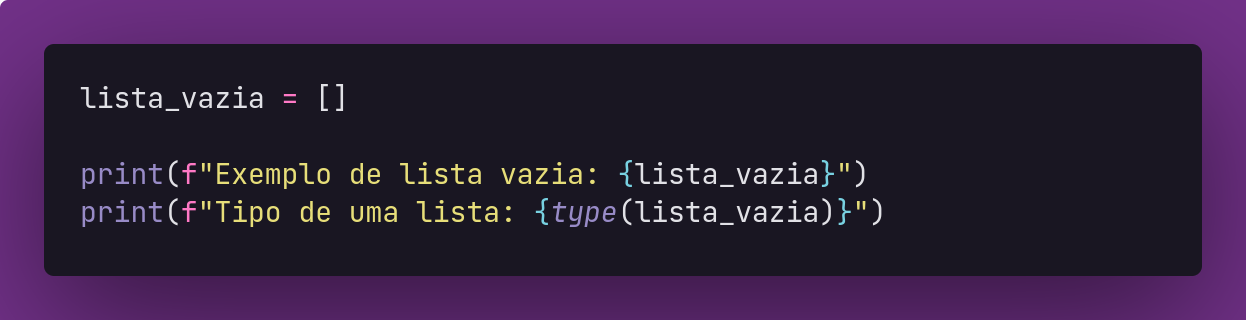 lista_vazia = []
print(f"Exemplo de lista vazia: {lista_vazia}")
print(f"Tipo de uma lista: {type(lista_vazia)}")